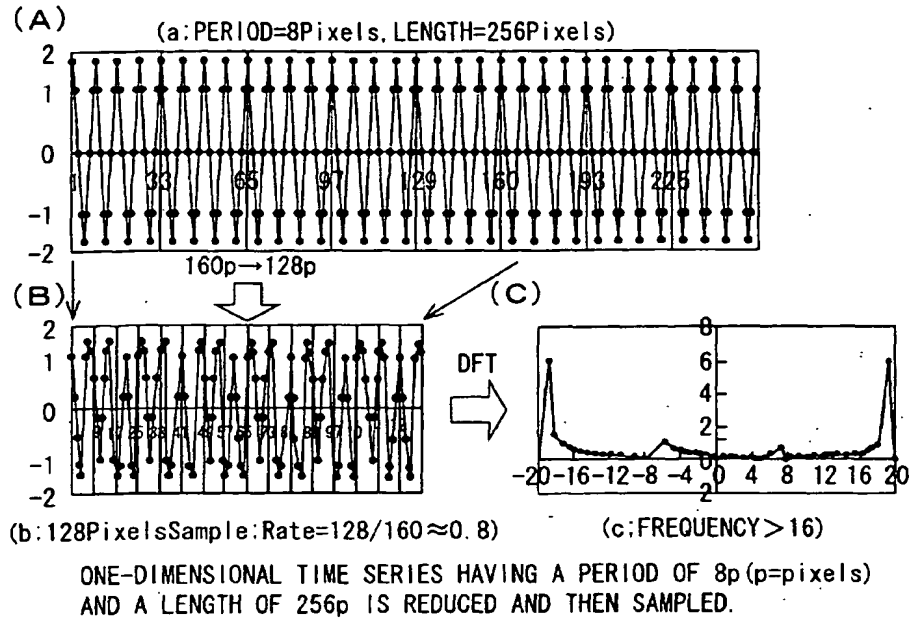 (A)
(a:PERIOD=8Pixels, LENGTH=256Pixels)
2
1
0
-1
-2
1 33 65 97 129 160 193 225
160p→128p
(B)
2
1
0
-1
-2
DFT
(C)
8
6
4
2
0
2
-20 -16 -12 -8 -4 0 4 8 12 16 20
(b:128PixelsSample:Rate=128/160≈0.8)
(c:FREQUENCY>16)
ONE-DIMENSIONAL TIME SERIES HAVING A PERIOD OF 8p(p=pixels)
AND A LENGTH OF 256p IS REDUCED AND THEN SAMPLED.